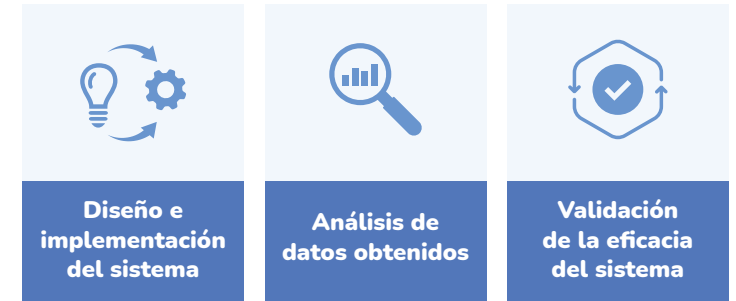 Diseño e
implementación
del sistema
Análisis de
datos obtenidos
Validación
de la eficacia
del sistema